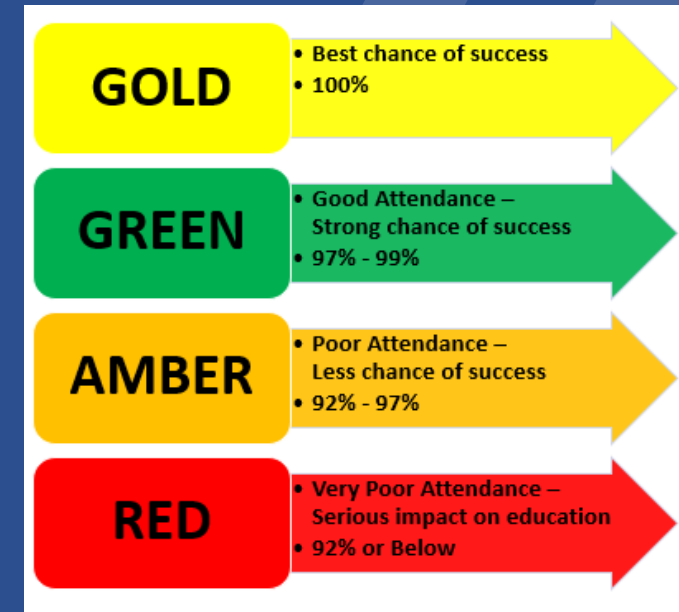 GOLD
• Best chance of success
• 100%
GREEN
• Good Attendance –
Strong chance of success
• 97% - 99%
AMBER
• Poor Attendance –
Less chance of success
• 92% - 97%
RED
• Very Poor Attendance –
Serious impact on education
• 92% or Below